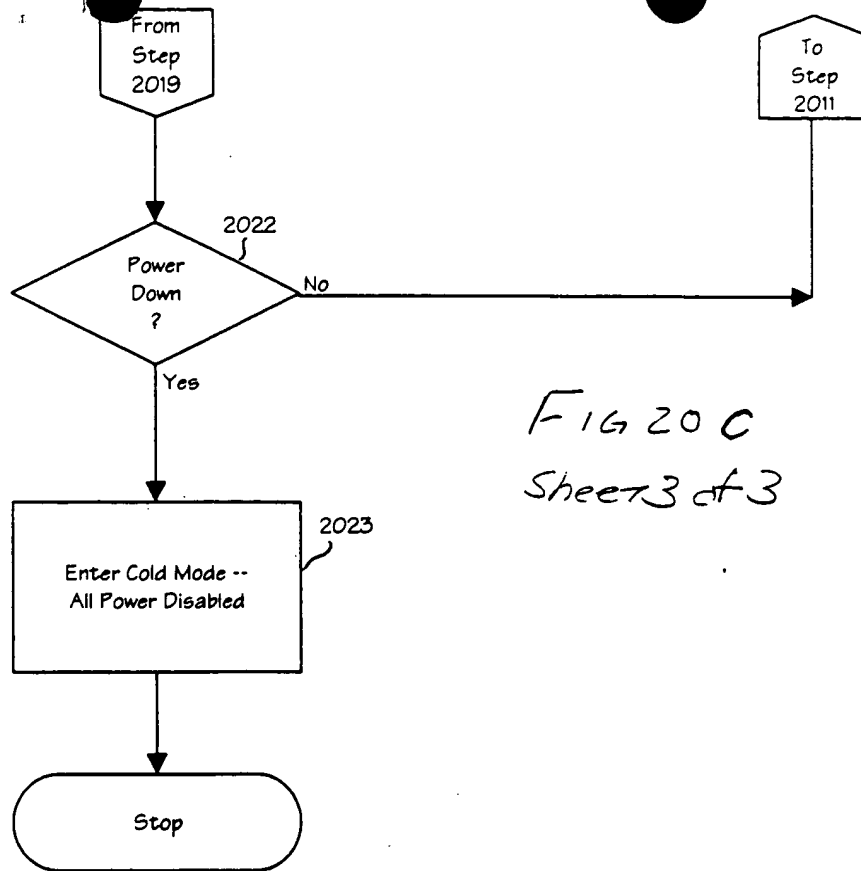 From
Step
2019
To
Step
2011
2022
Power
Down
?
No
Yes
FIG 20 C
Sheet 3 of 3
2023
Enter Cold Mode --
All Power Disabled
Stop